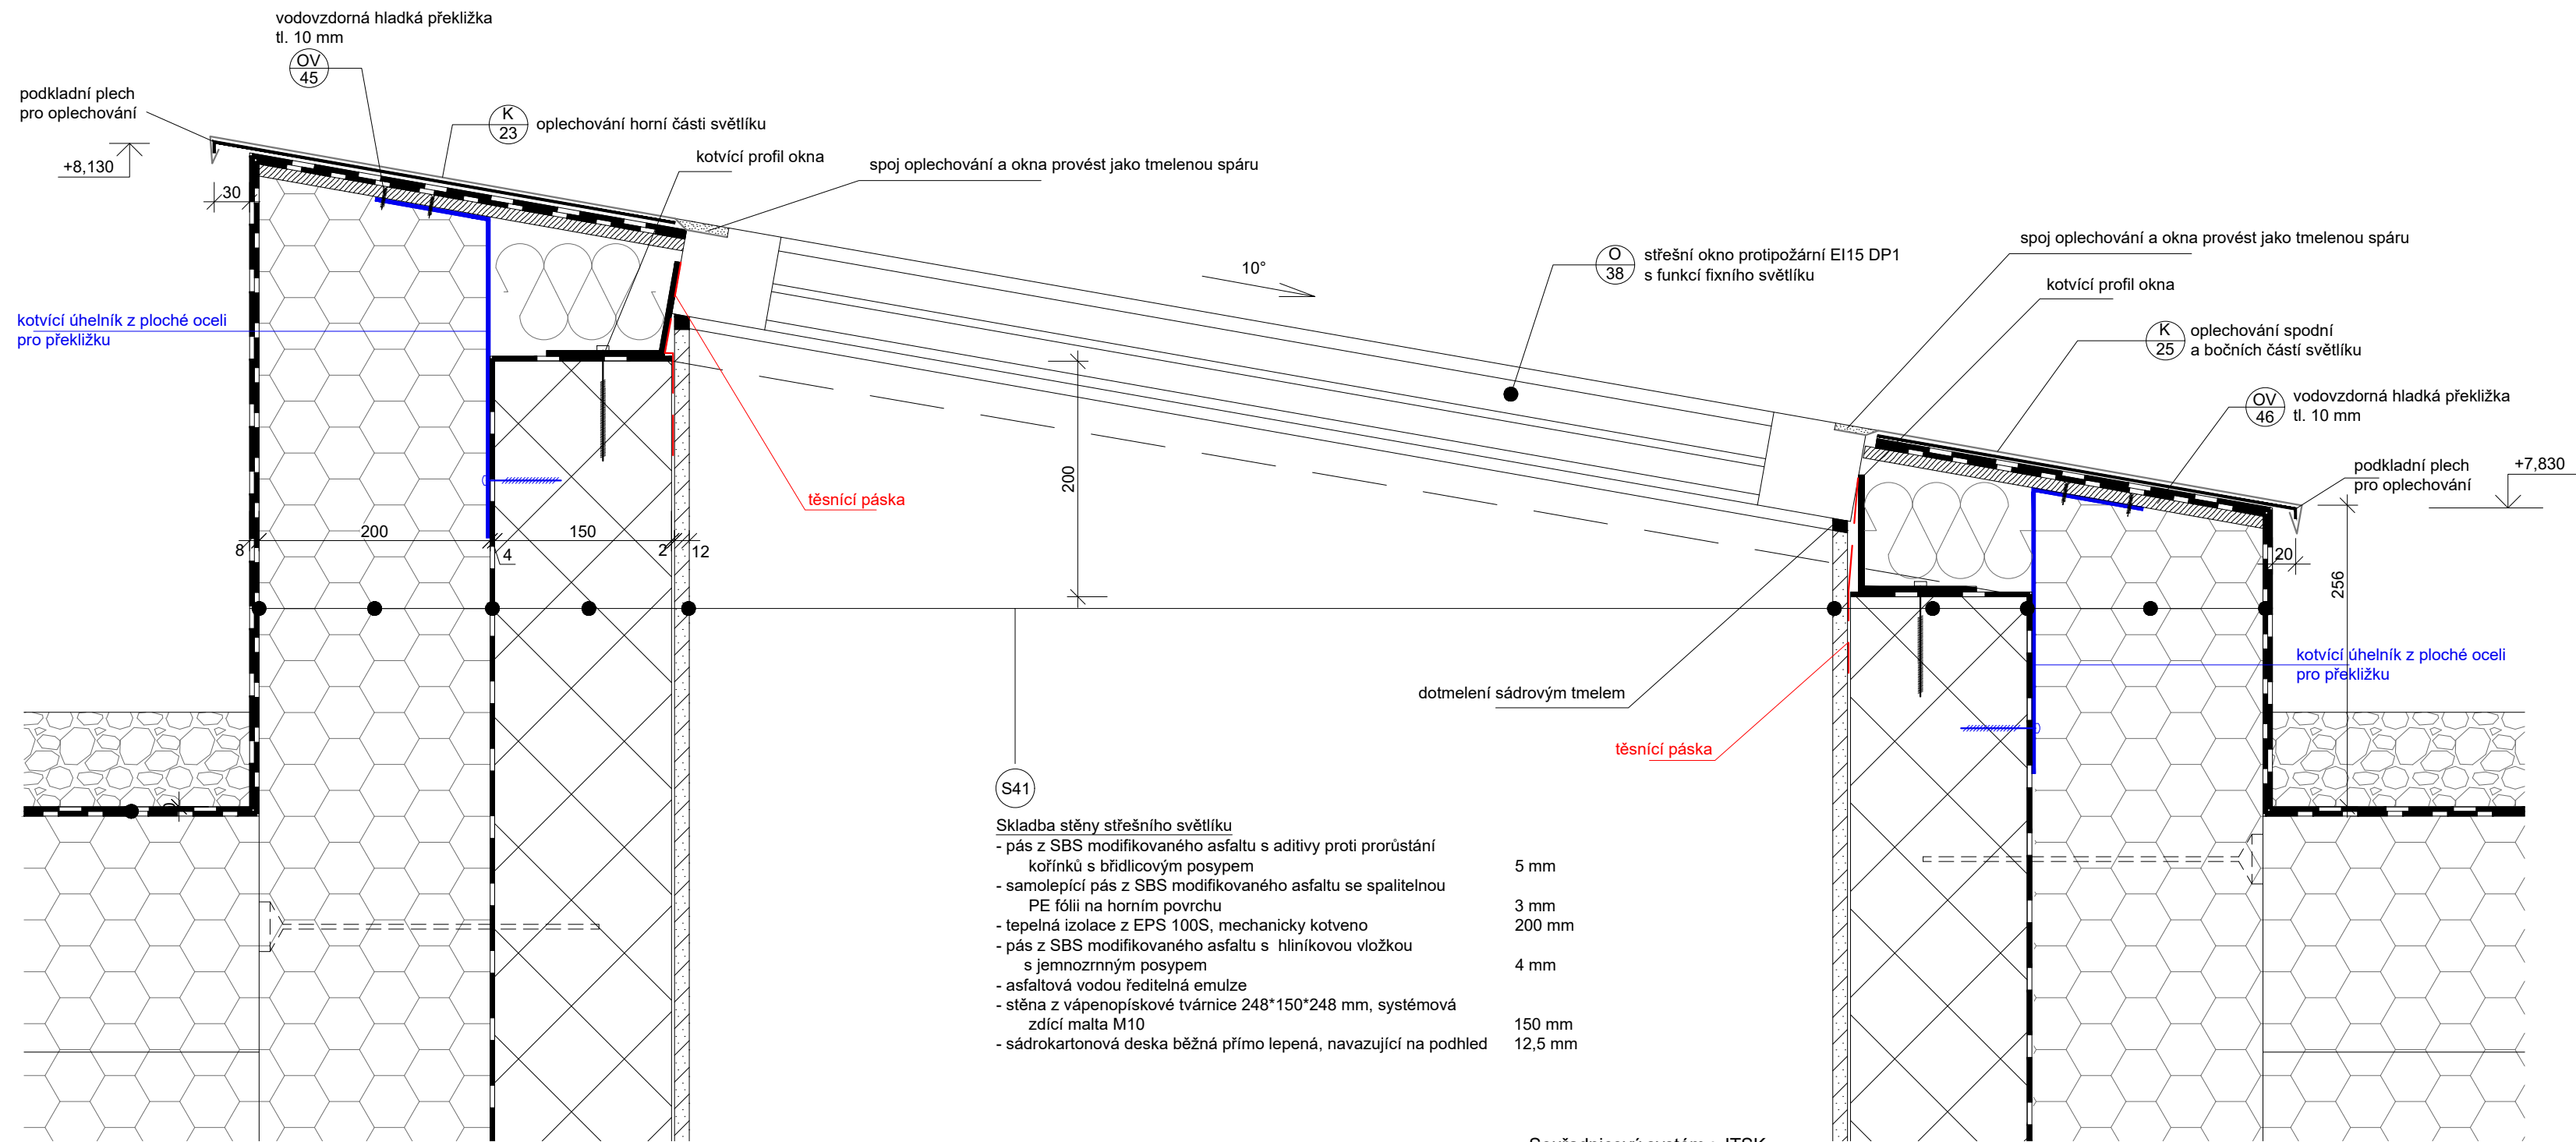 vodovzdorná hladká překližka
tl. 10 mm
OV
45
podkladní plech
pro oplechování
+8,130
30
K
23
oplechování horní části světlíku
kotvící profil okna
spoj oplechování a okna provést jako tmelenou spáru
10°
O
38
střešní okno protipožární EI15 DP1
s funkcí fixního světlíku
spoj oplechování a okna provést jako tmelenou spáru
kotvící profil okna
K
25
oplechování spodní
a bočních částí světlíku
OV
46
vodovzdorná hladká překližka
tl. 10 mm
podkladní plech
pro oplechování
+7,830
kotvící úhelník z ploché oceli
pro překližku
těsnící páska
200
8
200
4
150
2
12
20
256
kotvící úhelník z ploché oceli
pro překližku
dotmelení sádrovým tmelem
těsnící páska
S41
Skladba stěny střešního světlíku
- pás z SBS modifikovaného asfaltu s aditivy proti prorůstání
kořínků s břidlicovým posypem 5 mm
- samolepící pás z SBS modifikovaného asfaltu se spalitelnou
PE fólii na horním povrchu 3 mm
- tepelná izolace z EPS 100S, mechanicky kotveno 200 mm
- pás z SBS modifikovaného asfaltu s hliníkovou vložkou
s jemnozrnným posypem 4 mm
- asfaltová vodou ředitelná emulze
- stěna z vápenopískové tvárnice 248*150*248 mm, systémová
zdící malta M10 150 mm
- sádrokartonová deska běžná přímo lepená, navazující na podhled 12,5 mm